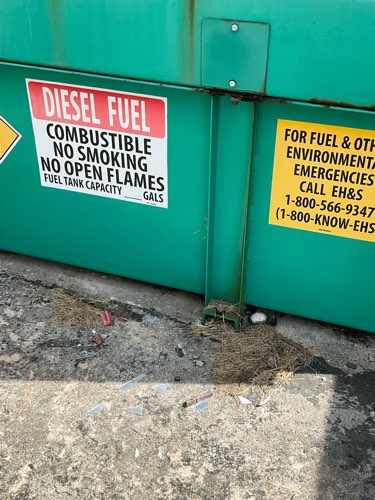 DIESEL FUEL
COMBUSTIBLE
NO SMOKING
NO OPEN FLAMES
FUEL TANK CAPACITY ____ GALS
FOR FUEL & OTH
ENVIRONMENTA
EMERGENCIES
CALL EH&S
1-800-566-9347
(1-800-KNOW-EHS